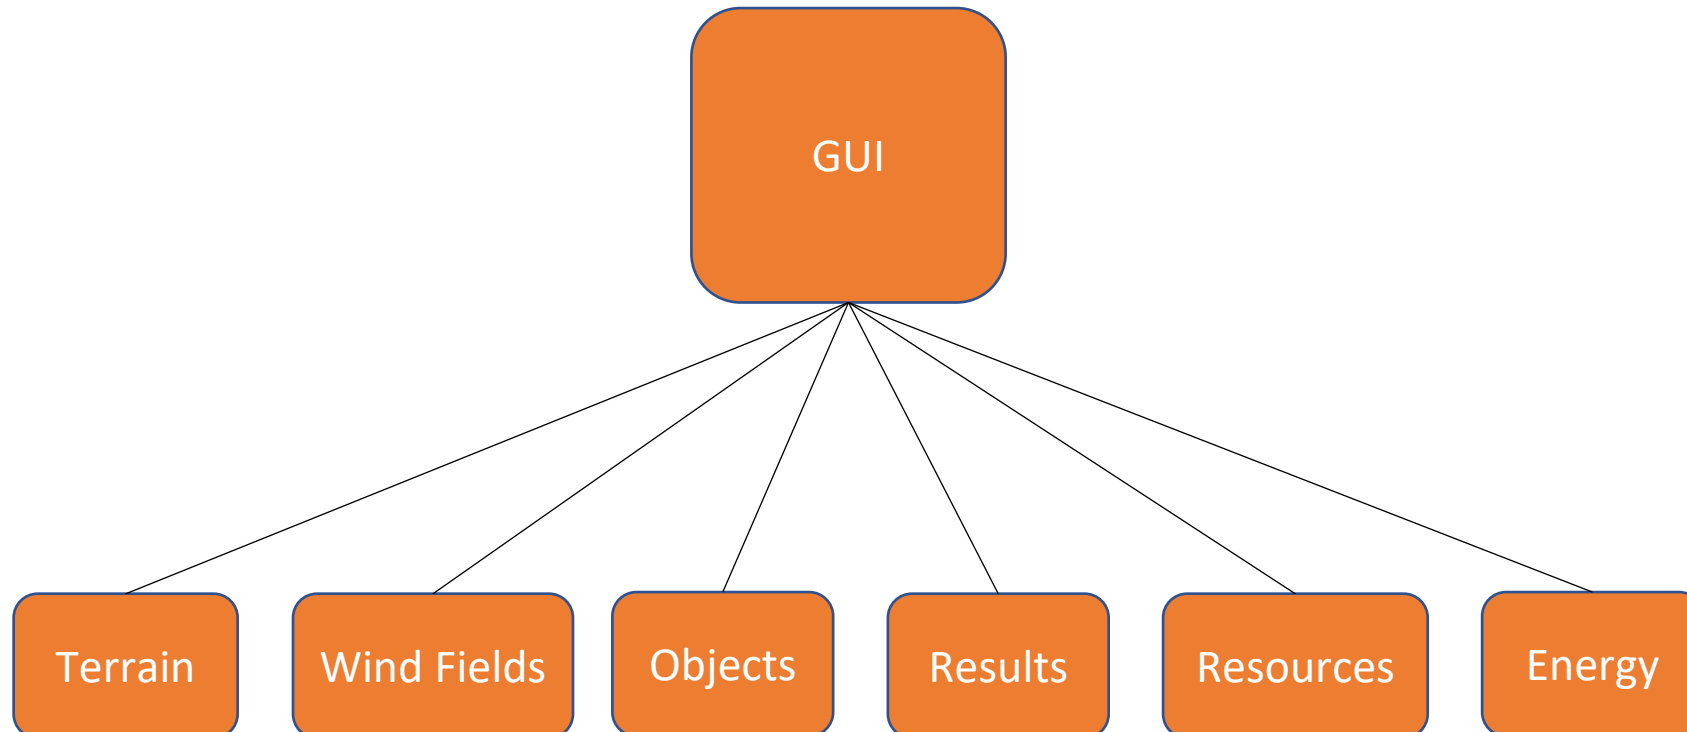 GUI
Terrain
Wind Fields
Objects
Results
Resources
Energy